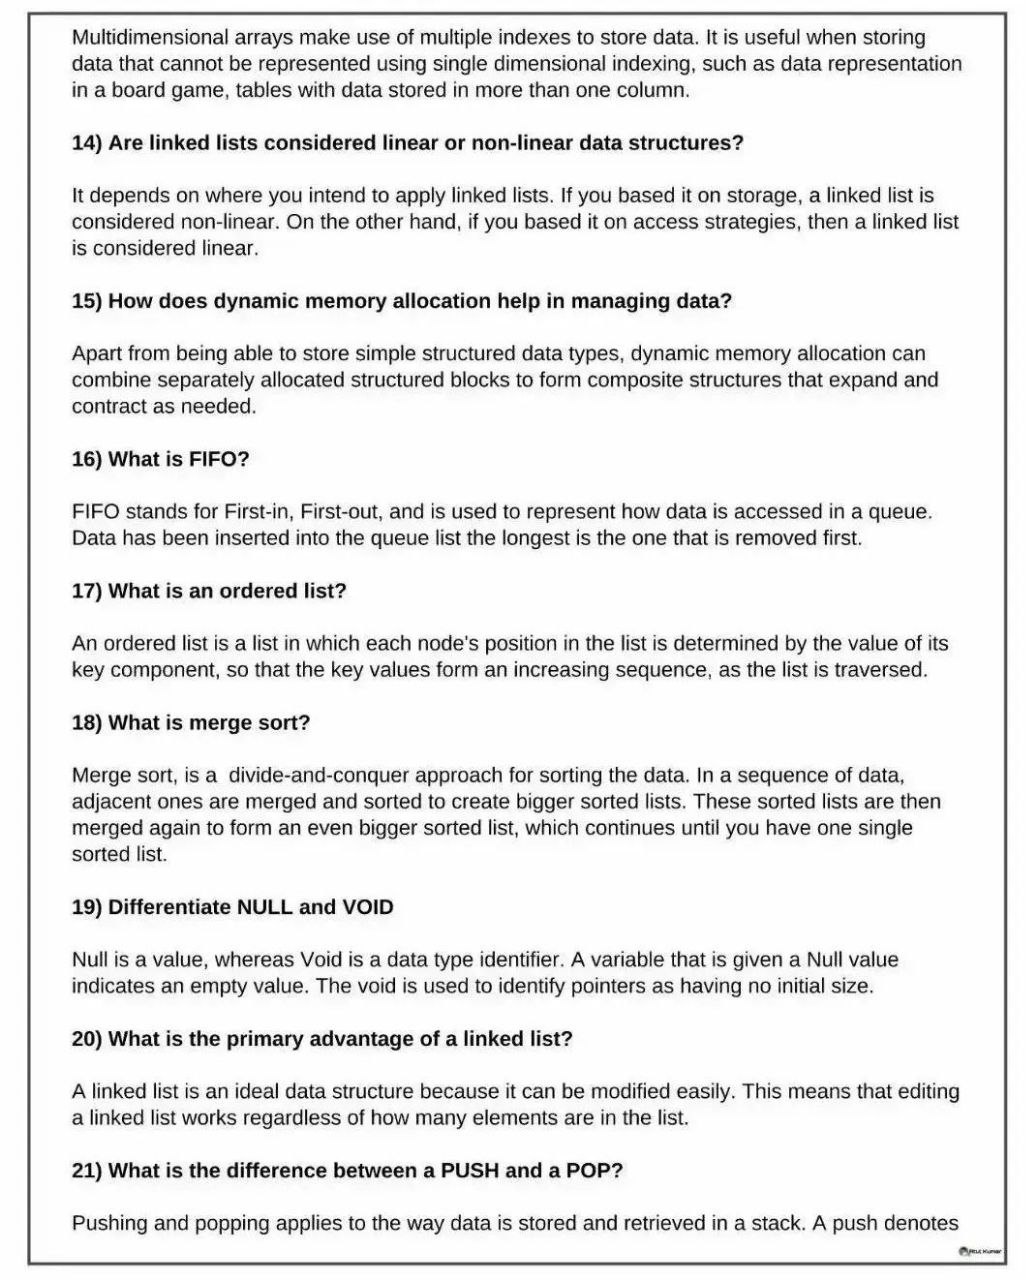 Multidimensional arrays make use of multiple indexes to store data. It is useful when storing
data that cannot be represented using single dimensional indexing, such as data representation
in a board game, tables with data stored in more than one column.
14) Are linked lists considered linear or non-linear data structures?
It depends on where you intend to apply linked lists. If you based it on storage, a linked list is
considered non-linear. On the other hand, if you based it on access strategies, then a linked list
is considered linear.
15) How does dynamic memory allocation help in managing data?
Apart from being able to store simple structured data types, dynamic memory allocation can
combine separately allocated structured blocks to form composite structures that expand and
contract as needed.
16) What is FIFO?
FIFO stands for First-in, First-out, and is used to represent how data is accessed in a queue.
Data has been inserted into the queue list the longest is the one that is removed first.
17) What is an ordered list?
An ordered list is a list in which each node's position in the list is determined by the value of its
key component, so that the key values form an increasing sequence, as the list is traversed.
18) What is merge sort?
Merge sort, is a  divide-and-conquer approach for sorting the data. In a sequence of data,
adjacent ones are merged and sorted to create bigger sorted lists. These sorted lists are then
merged again to form an even bigger sorted list, which continues until you have one single
sorted list.
19) Differentiate NULL and VOID
Null is a value, whereas Void is a data type identifier. A variable that is given a Null value
indicates an empty value. The void is used to identify pointers as having no initial size.
20) What is the primary advantage of a linked list?
A linked list is an ideal data structure because it can be modified easily. This means that editing
a linked list works regardless of how many elements are in the list.
21) What is the difference between a PUSH and a POP?
Pushing and popping applies to the way data is stored and retrieved in a stack. A push denotes
Kumar